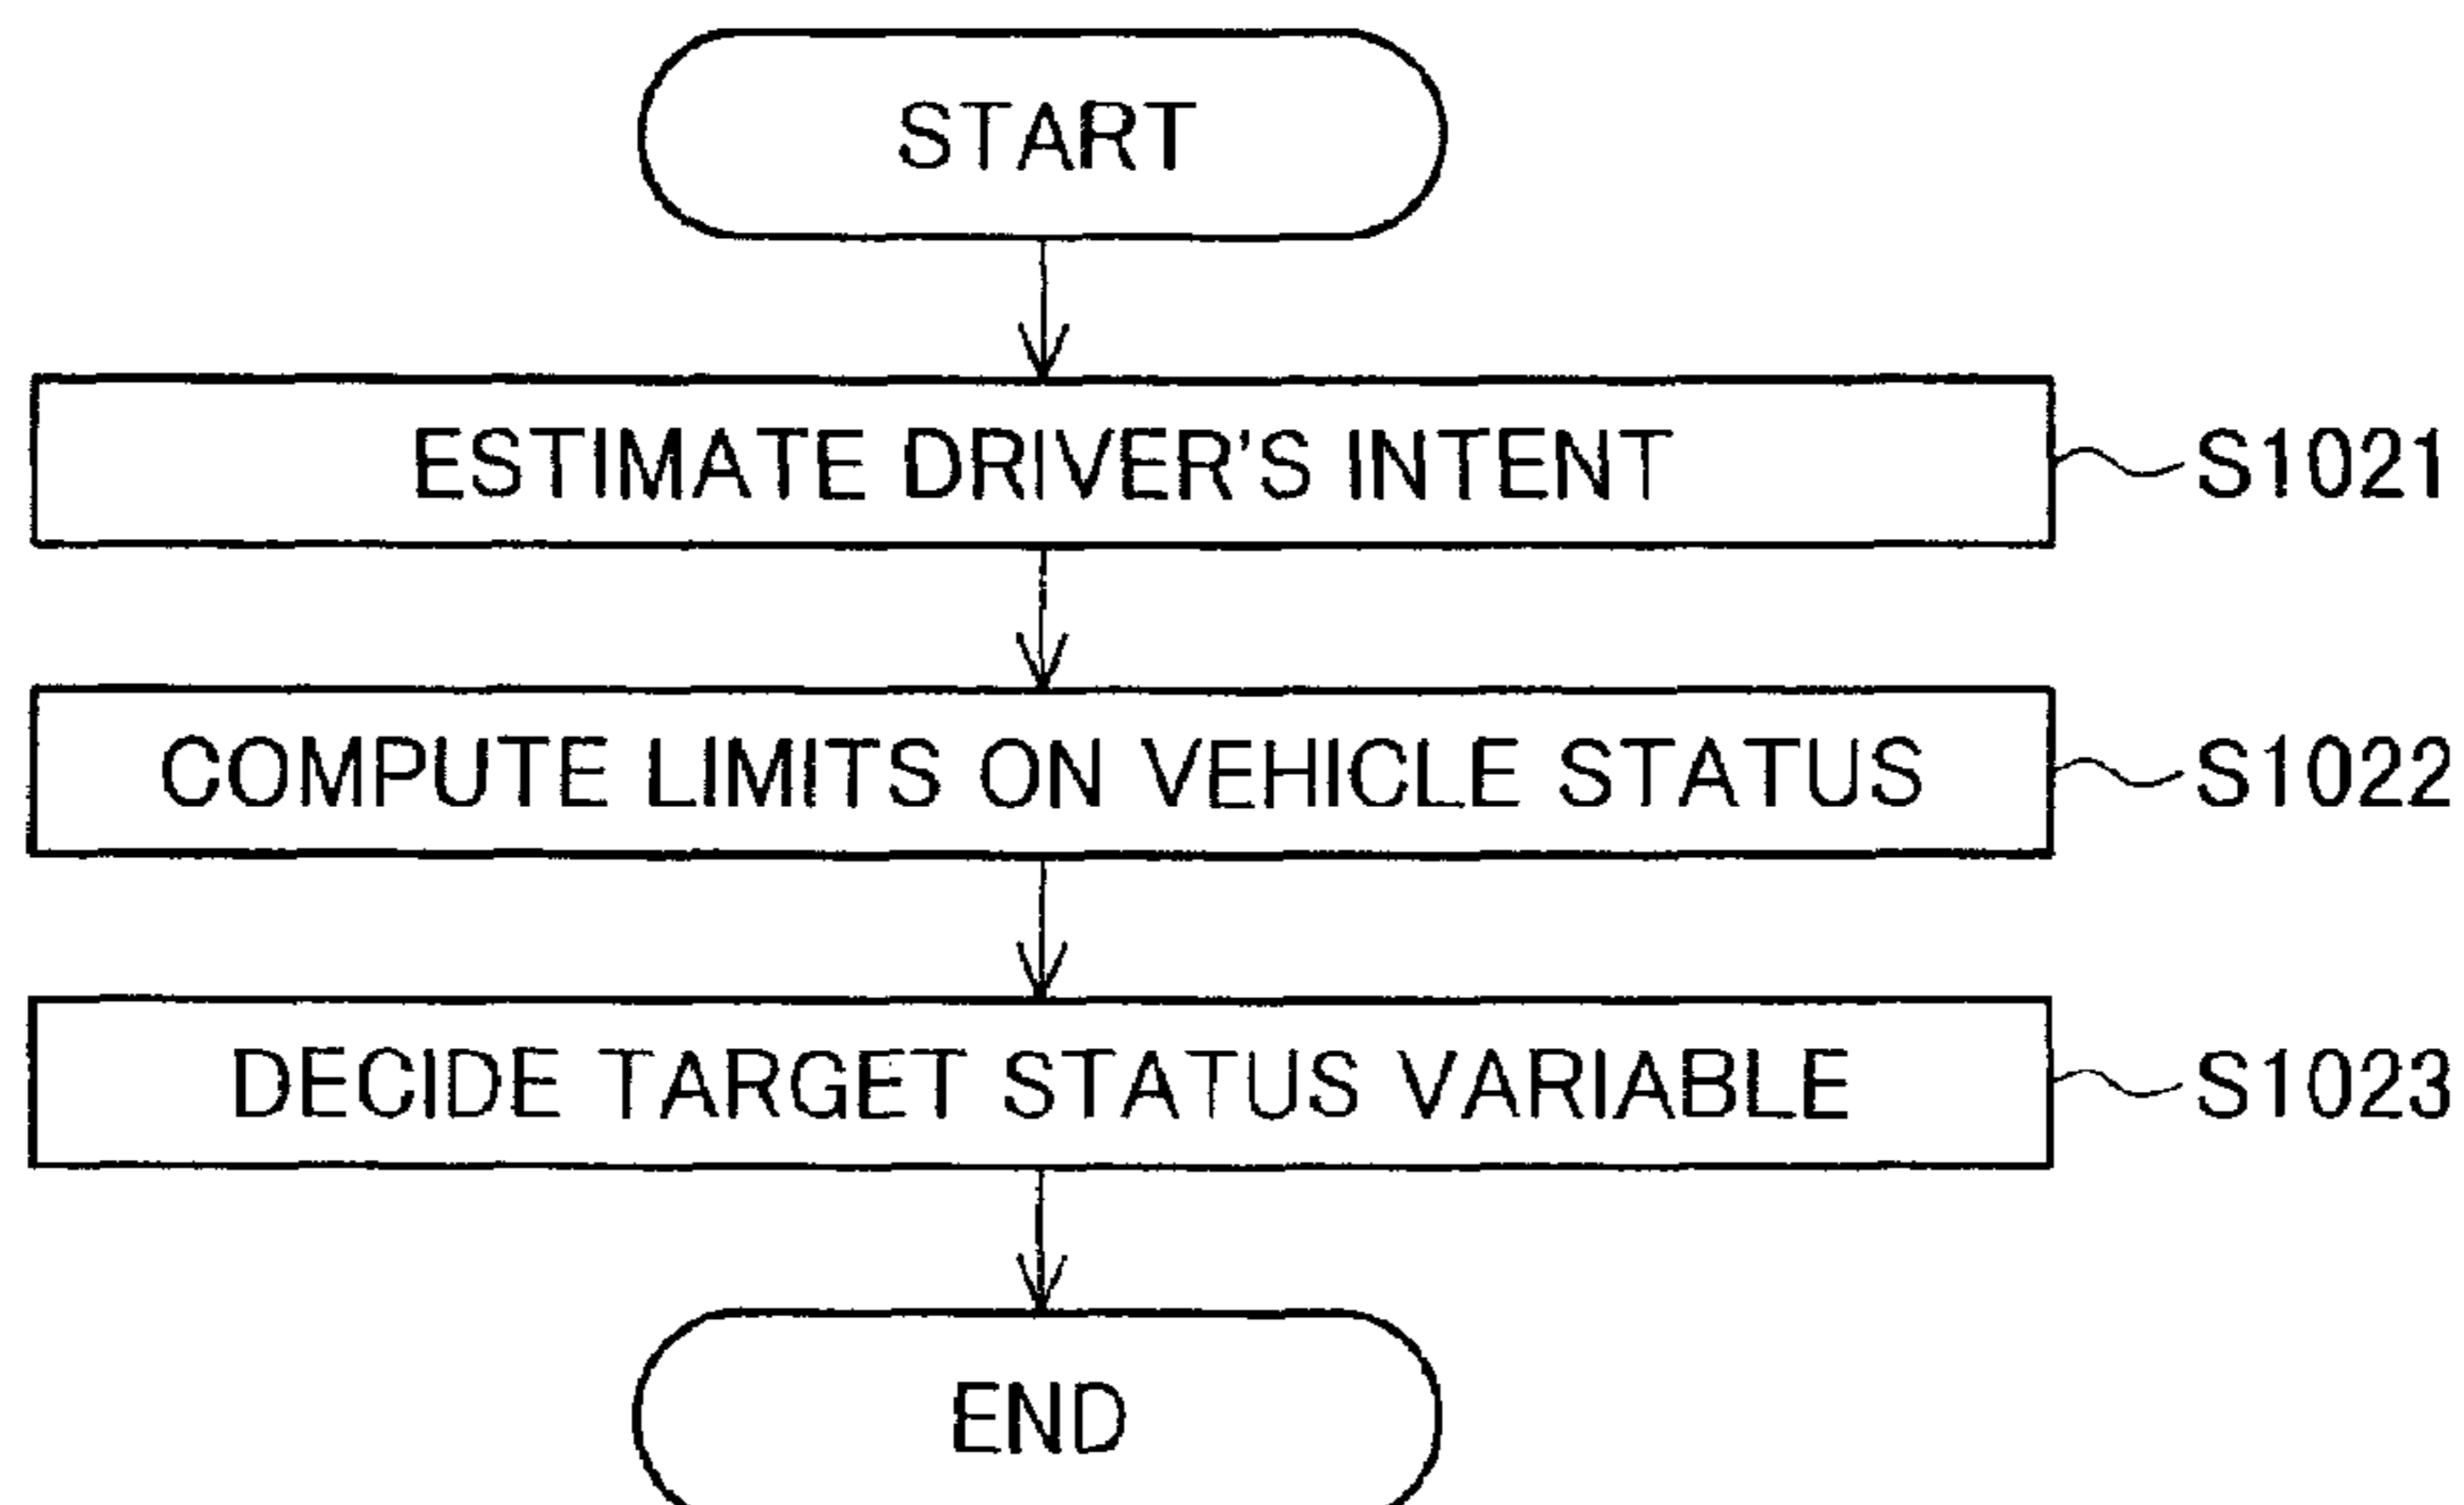 START
ESTIMATE DRIVER'S INTENT
S1021
COMPUTE LIMITS ON VEHICLE STATUS
S1022
DECIDE TARGET STATUS VARIABLE
S1023
END